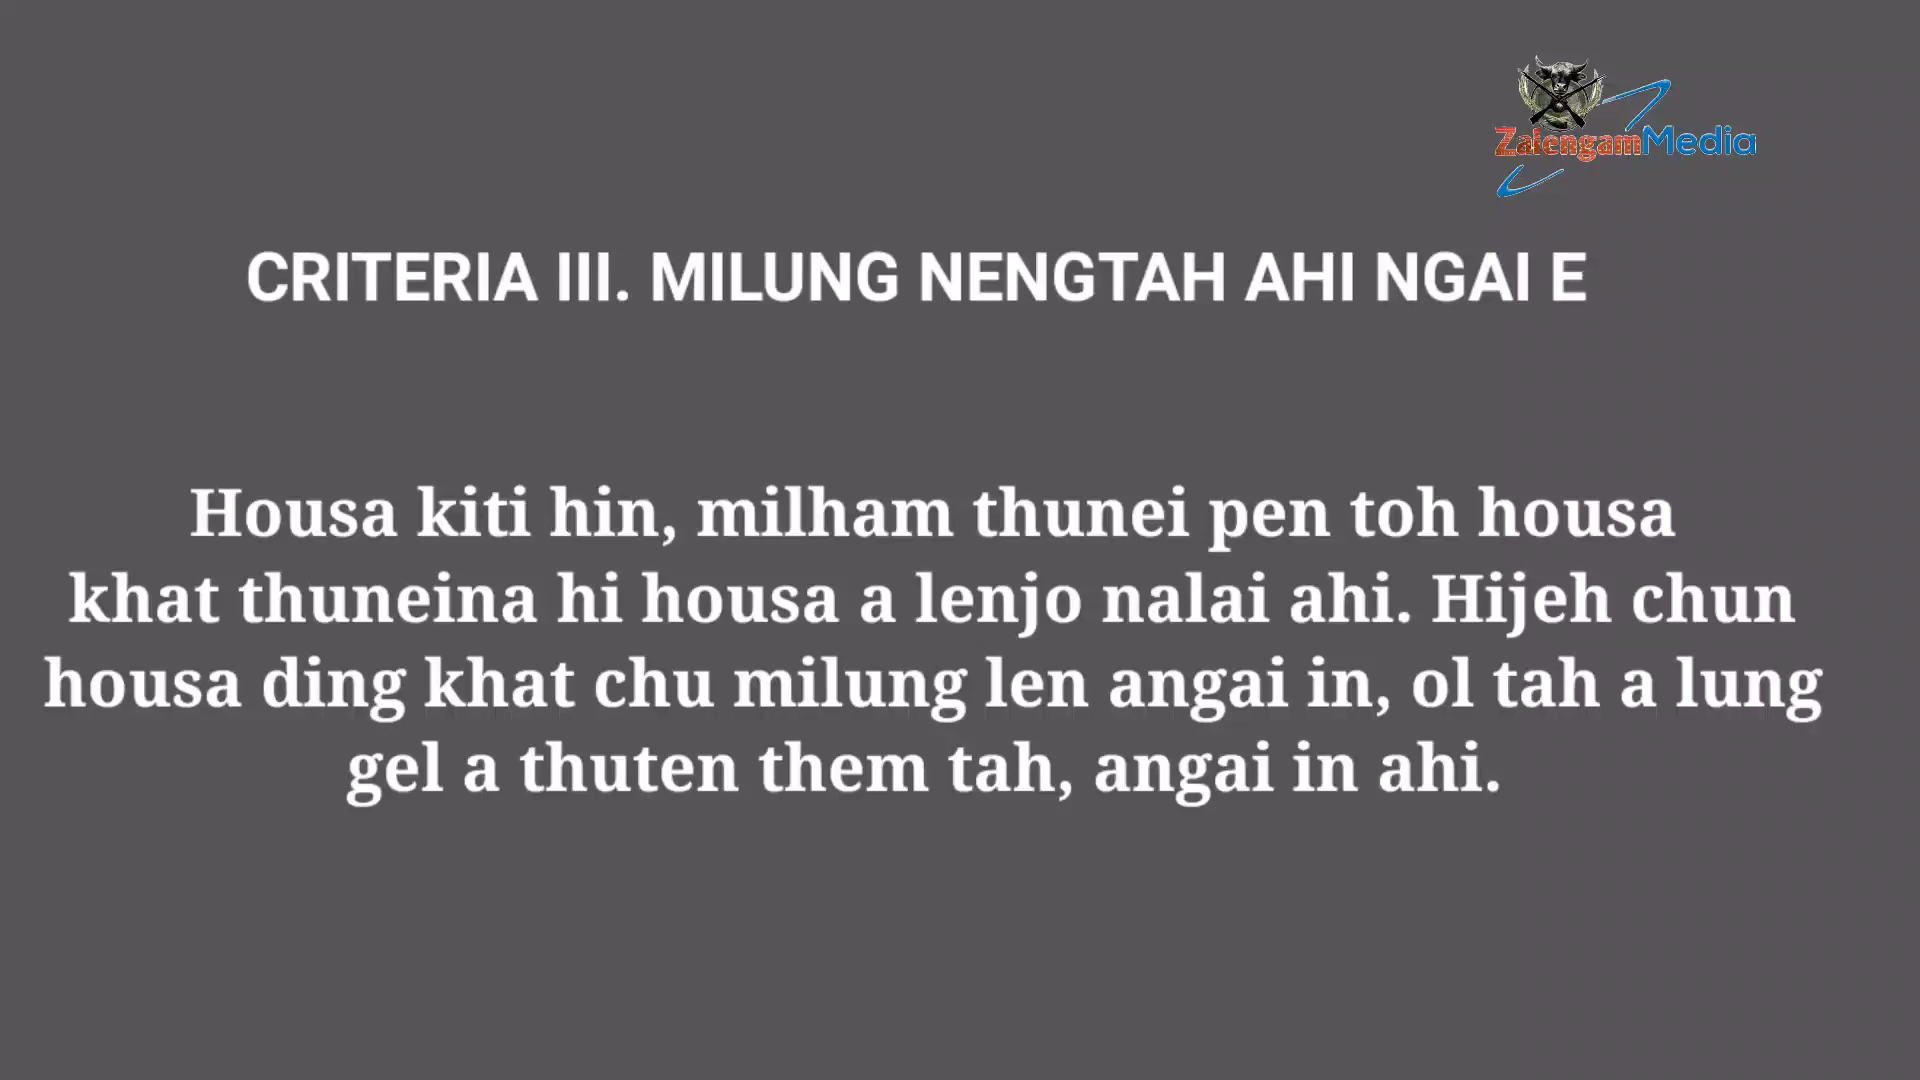 ZalengamMedia
CRITERIA III. MILUNG NENGTAH AHI NGAI E
Housa kiti hin, milham thunei pen toh housa
khat thuneina hi housa a lenjo nalai ahi. Hijeh chun
housa ding khat chu milung len angai in, ol tah a lung
gel a thuten them tah, angai in ahi.